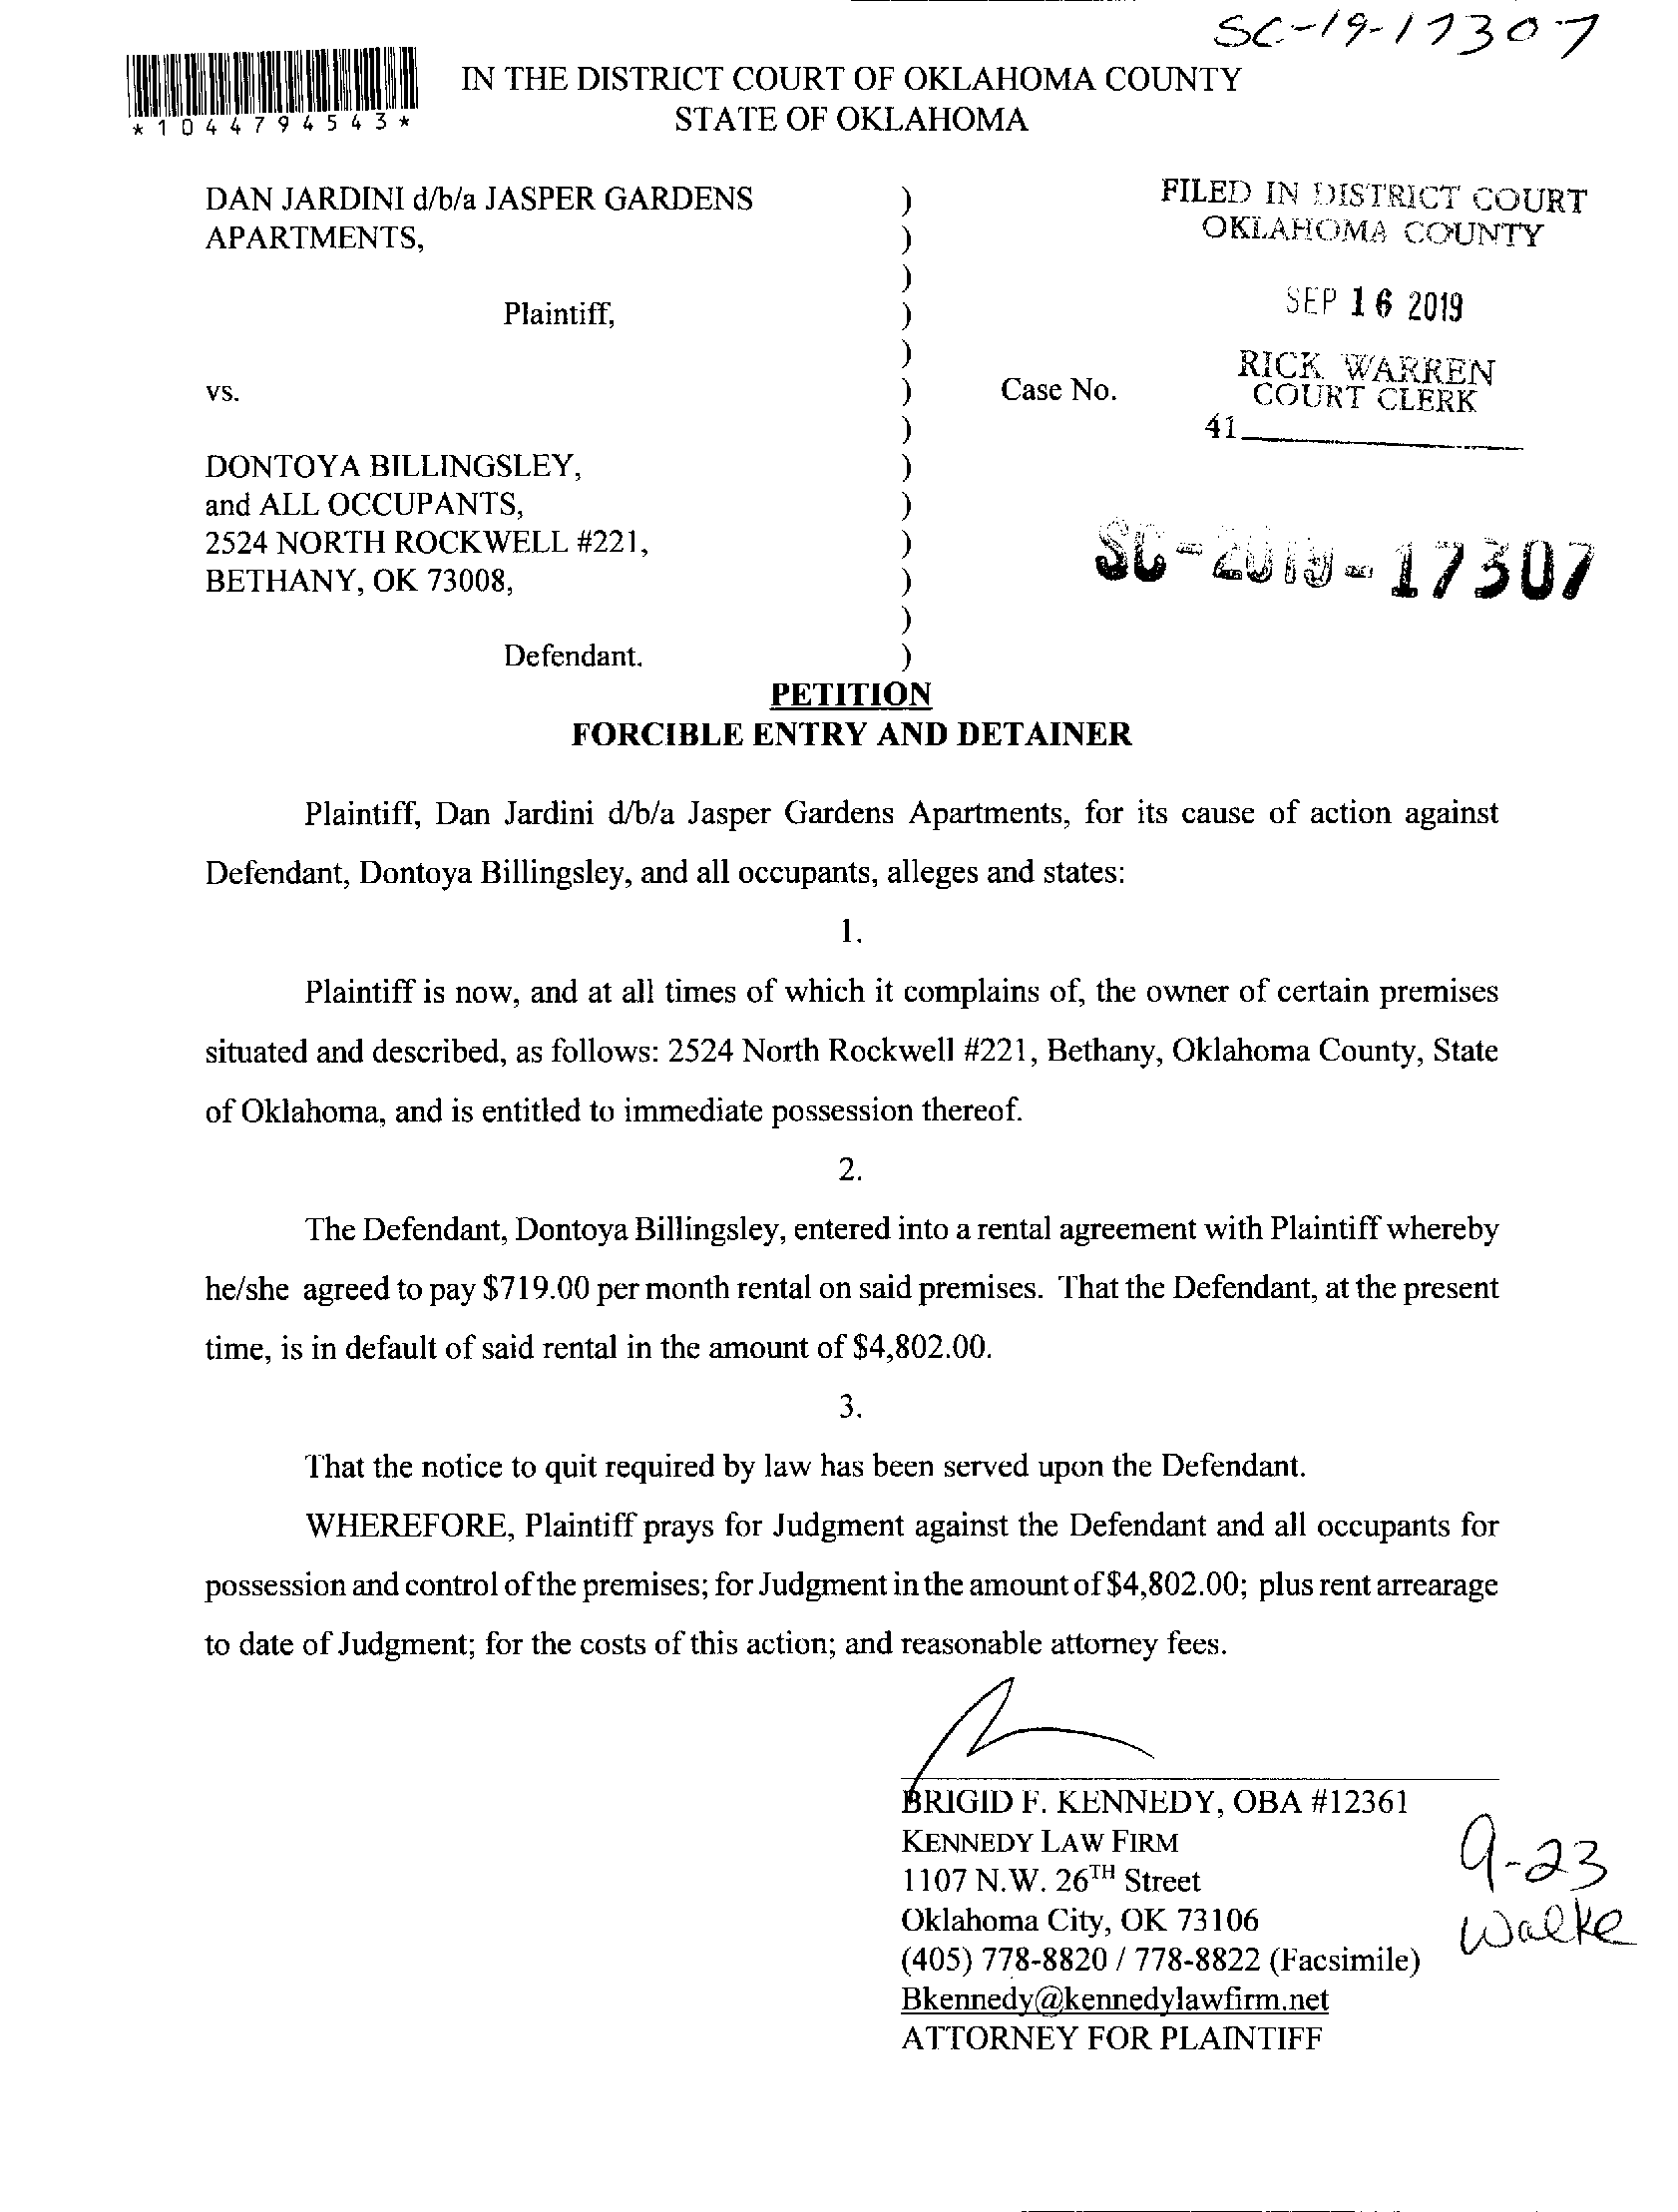 SC-19-17307
*1044794543*
IN THE DISTRICT COURT OF OKLAHOMA COUNTY
STATE OF OKLAHOMA
DAN JARDINI d/b/a JASPER GARDENS )
APARTMENTS, )
)
Plaintiff, )
)
vs. ) Case No.
)
DONTOYA BILLINGSLEY, )
and ALL OCCUPANTS, )
2524 NORTH ROCKWELL #221, )
BETHANY, OK 73008, )
)
Defendant. )
FILED IN DISTRICT COURT
OKLAHOMA COUNTY
SEP 16 2019
RICK WARREN
COURT CLERK
41
SC-2019-17307
PETITION
FORCIBLE ENTRY AND DETAINER
Plaintiff, Dan Jardini d/b/a Jasper Gardens Apartments, for its cause of action against
Defendant, Dontoya Billingsley, and all occupants, alleges and states:
1.
Plaintiff is now, and at all times of which it complains of, the owner of certain premises
situated and described, as follows: 2524 North Rockwell #221, Bethany, Oklahoma County, State
of Oklahoma, and is entitled to immediate possession thereof.
2.
The Defendant, Dontoya Billingsley, entered into a rental agreement with Plaintiff whereby
he/she agreed to pay $719.00 per month rental on said premises. That the Defendant, at the present
time, is in default of said rental in the amount of $4,802.00.
3.
That the notice to quit required by law has been served upon the Defendant.
WHEREFORE, Plaintiff prays for Judgment against the Defendant and all occupants for
possession and control of the premises; for Judgment in the amount of $4,802.00; plus rent arrearage
to date of Judgment; for the costs of this action; and reasonable attorney fees.
BRIGID F. KENNEDY, OBA #12361
KENNEDY LAW FIRM
1107 N.W. 26TH Street
Oklahoma City, OK 73106
(405) 778-8820 / 778-8822 (Facsimile)
Bkennedy@kennedylawfirm.net
ATTORNEY FOR PLAINTIFF
9-23
Walke